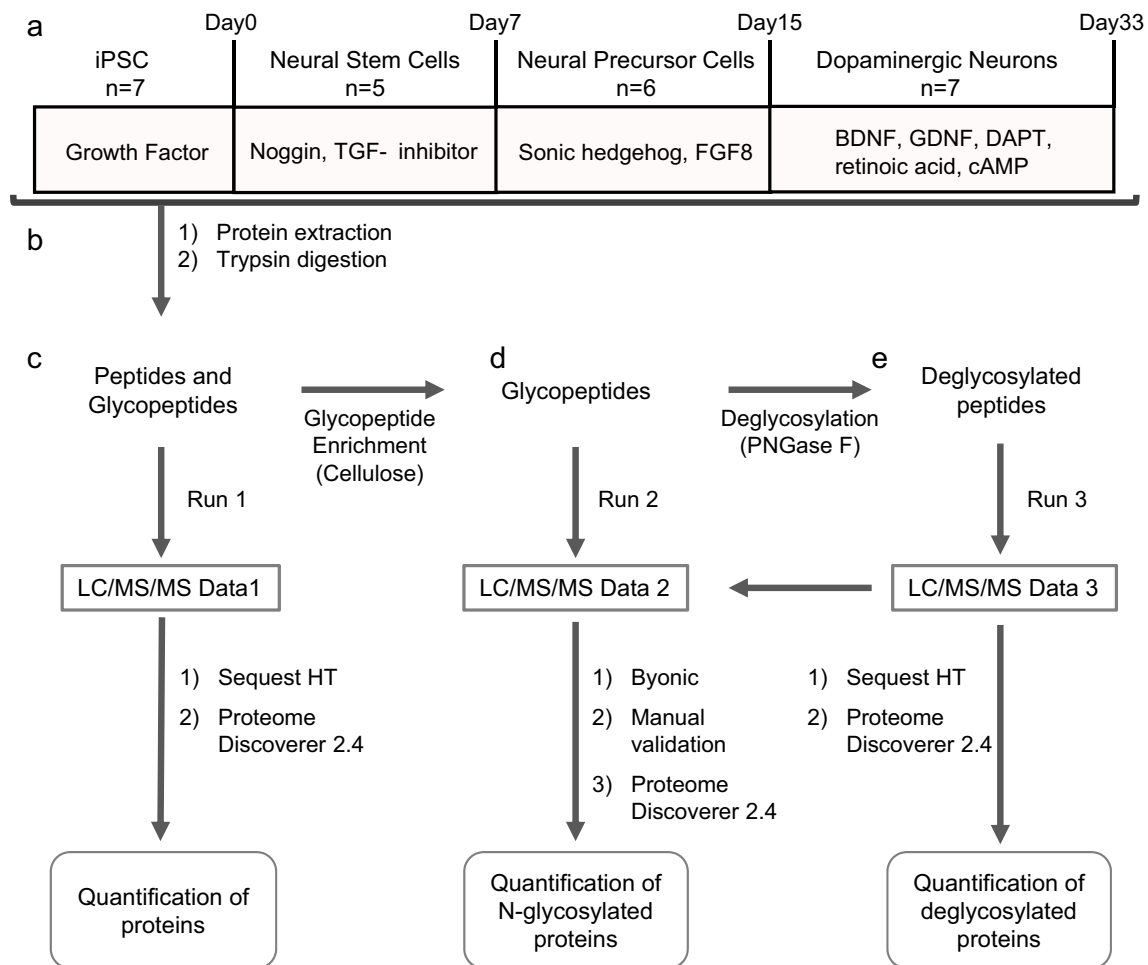 a
Day0
Day7
Day15
Day33
iPSC
n=7
Neural Stem Cells
n=5
Neural Precursor Cells
n=6
Dopaminergic Neurons
n=7
Growth Factor
Noggin, TGF- inhibitor
Sonic hedgehog, FGF8
BDNF, GDNF, DAPT,
retinoic acid, cAMP
b
1) Protein extraction
2) Trypsin digestion
c
Peptides and
Glycopeptides
Glycopeptide
Enrichment
(Cellulose)
d
Glycopeptides
Deglycosylation
(PNGase F)
e
Deglycosylated
peptides
Run 1
Run 2
Run 3
LC/MS/MS Data1
LC/MS/MS Data 2
LC/MS/MS Data 3
1) Sequest HT
2) Proteome
Discoverer 2.4
1) Byonic
2) Manual
validation
3) Proteome
Discoverer 2.4
1) Sequest HT
2) Proteome
Discoverer 2.4
Quantification of
proteins
Quantification of
N-glycosylated
proteins
Quantification of
deglycosylated
proteins